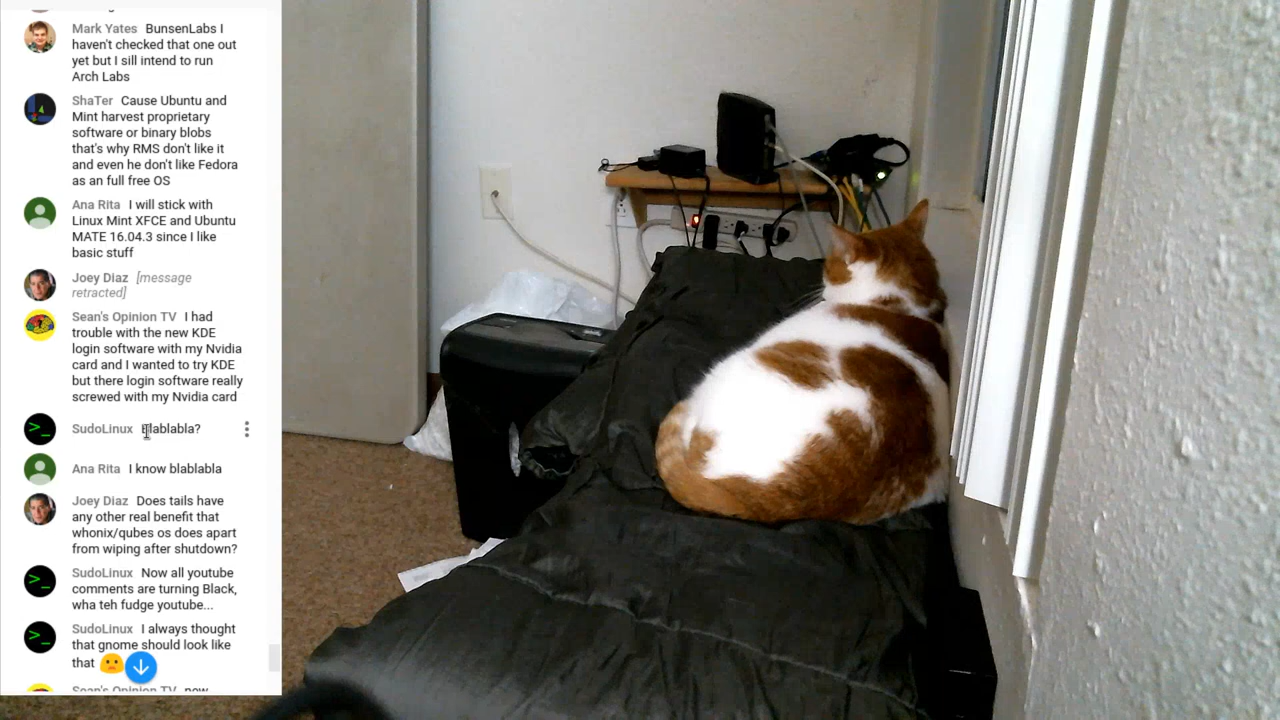 Mark Yates BunsenLabs I
haven't checked that one out
yet but I sill intend to run
Arch Labs
ShaTer Cause Ubuntu and
Mint harvest proprietary
software or binary blobs
that's why RMS don't like it
and even he don't like Fedora
as an full free OS
Ana Rita I will stick with
Linux Mint XFCE and Ubuntu
MATE 16.04.3 since I like
basic stuff
Joey Diaz [message
retracted]
Sean's Opinion TV I had
trouble with the new KDE
login software with my Nvidia
card and I wanted to try KDE
but there login software really
screwed with my Nvidia card
SudoLinux Blablabla?
Ana Rita I know blablabla
Joey Diaz Does tails have
any other real benefit that
whonix/qubes os does apart
from wiping after shutdown?
SudoLinux Now all youtube
comments are turning Black,
wha teh fudge youtube...
SudoLinux I always thought
that gnome should look like
that
Sean's Opinion TV now